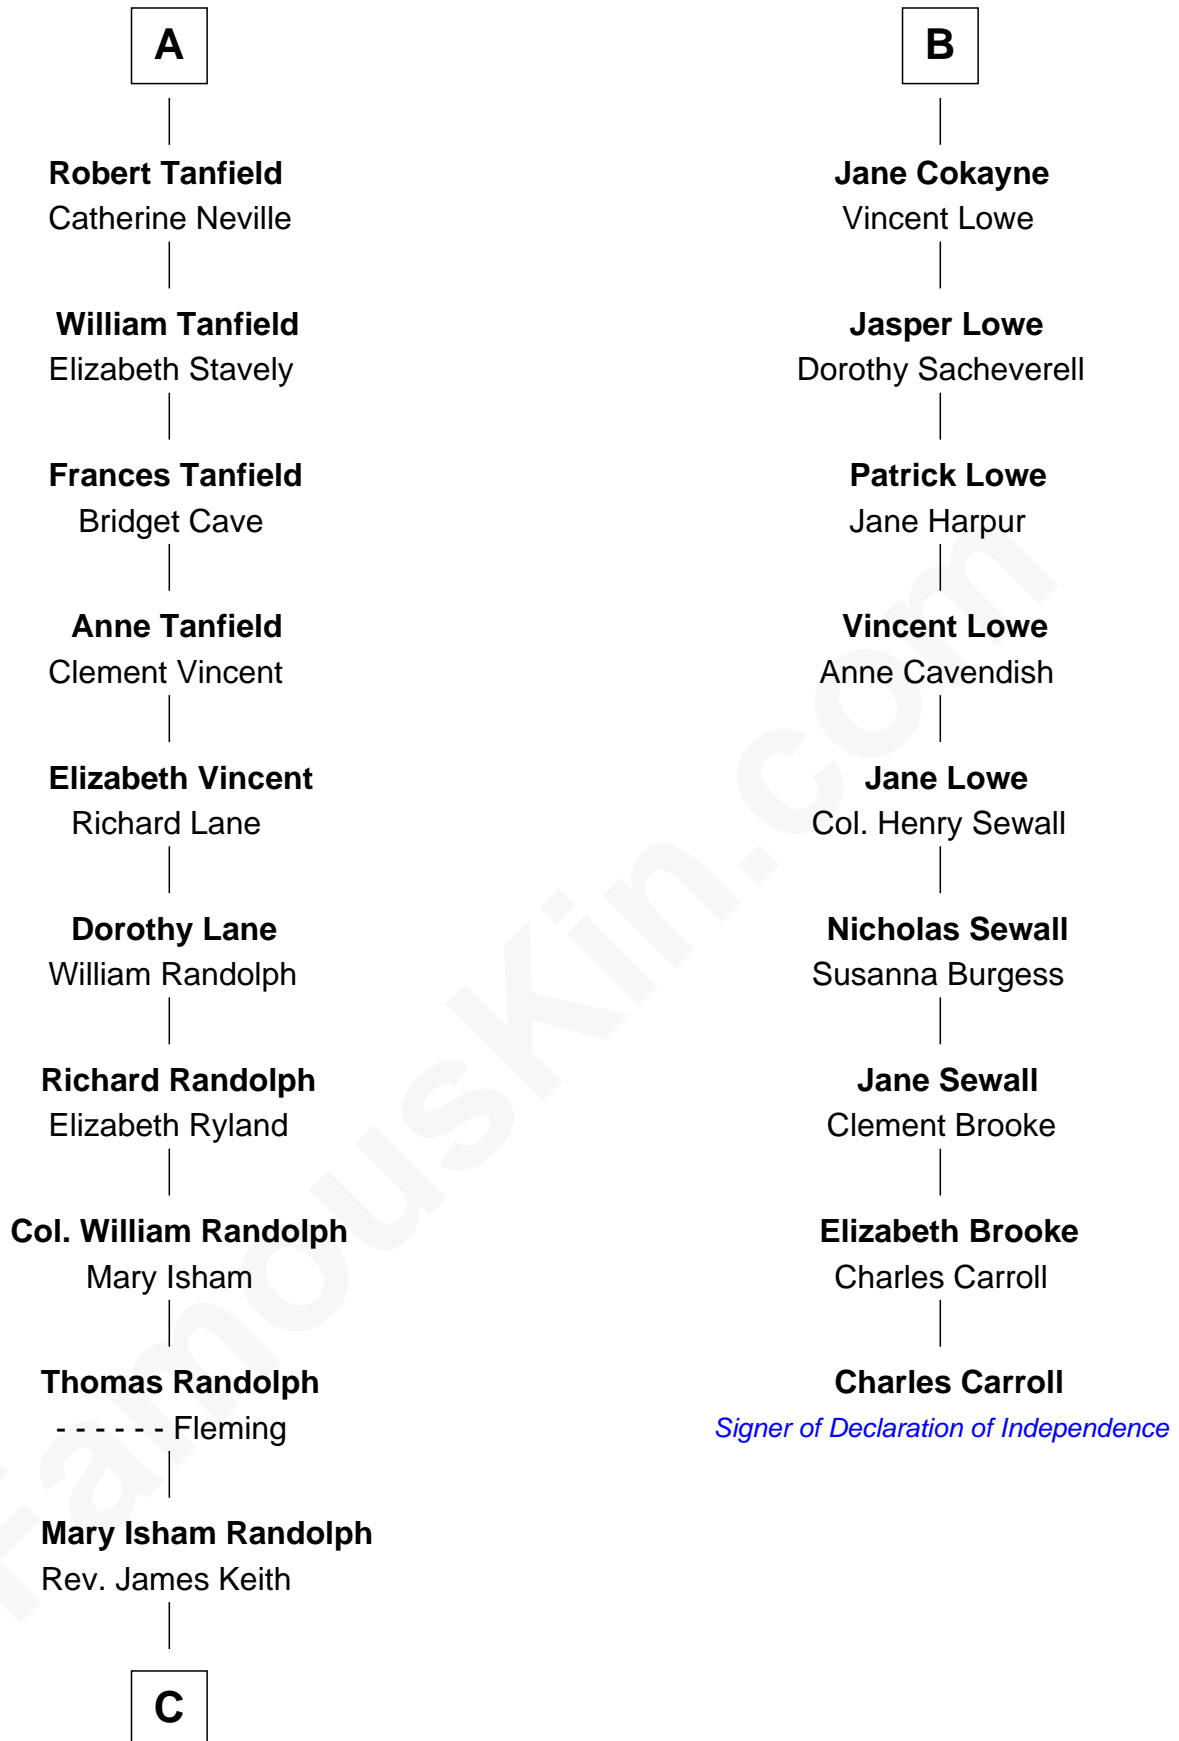 A
Robert Tanfield
Catherine Neville
William Tanfield
Elizabeth Stavely
Frances Tanfield
Bridget Cave
Anne Tanfield
Clement Vincent
Elizabeth Vincent
Richard Lane
Dorothy Lane
William Randolph
Richard Randolph
Elizabeth Ryland
Col. William Randolph
Mary Isham
Thomas Randolph
- - - - - - Fleming
Mary Isham Randolph
Rev. James Keith
C
B
Jane Cokayne
Vincent Lowe
Jasper Lowe
Dorothy Sacheverell
Patrick Lowe
Jane Harpur
Vincent Lowe
Anne Cavendish
Jane Lowe
Col. Henry Sewall
Nicholas Sewall
Susanna Burgess
Jane Sewall
Clement Brooke
Elizabeth Brooke
Charles Carroll
Charles Carroll
Signer of Declaration of Independence
FamousKin.com